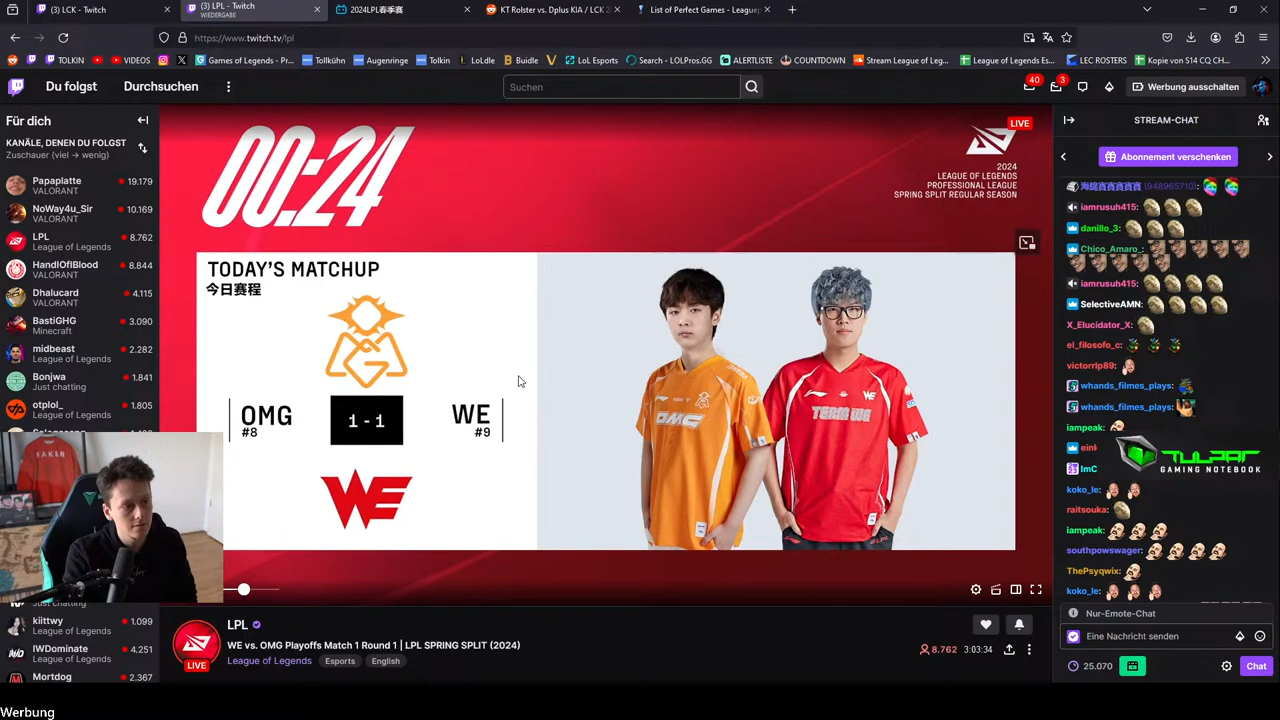 (3) LCK - Twitch
(3) LPL - Twitch
WIEDERGABE
2024LPL春季赛
KT Rolster vs. Dplus KIA / LCK 2
List of Perfect Games - League
https://www.twitch.tv/lpl
TOLKIN
VIDEOS
Games of Legends - Pr...
Tollkühn
Augenringe
Tolkin
LoLdle
Buidle
LoL Esports
Search - LOLPros.GG
ALERTLISTE
COUNTDOWN
Stream League of Leg...
League of Legends Es...
LEC ROSTERS
Kopie von S14 CQ CH...
Du folgst
Durchsuchen
Suchen
40
3
Werbung ausschalten
Für dich
KANÄLE, DENEN DU FOLGST
Zuschauer (viel → wenig)
Papaplatte
19.179
VALORANT
NoWay4u_Sir
10.169
VALORANT
LPL
8.762
League of Legends
HandIOfBlood
8.844
VALORANT
Dhalucard
4.115
VALORANT
BastiGHG
3.090
Minecraft
midbeast
2.282
League of Legends
Bonjwa
1.841
Just chatting
otplol_
1.805
League of Legends
FAKER
Just chatting
kiittwy
1.099
League of Legends
IWDominate
4.251
League of Legends
Mortdog
2.367
00:24
LIVE
2024
LEAGUE OF LEGENDS
PROFESSIONAL LEAGUE
SPRING SPLIT REGULAR SEASON
TODAY'S MATCHUP
今日赛程
OMG
#8
1 - 1
WE
#9
WE
OMG
TEAM WE
WE
LPL
LIVE
WE vs. OMG Playoffs Match 1 Round 1 | LPL SPRING SPLIT (2024)
League of Legends
Esports
English
8.762
3:03:34
STREAM-CHAT
Abonnement verschenken
(948965710):
iamrusuh415:
danillo_3:
Chico_Amaro_:
iamrusuh415:
SelectiveAMN:
X_Elucidator_X:
el_filosofo_c:
victorrlp89:
whands_filmes_plays:
whands_filmes_plays:
iampeak:
TULPAR
GAMING NOTEBOOK
koko_le:
raitsouka:
iampeak:
southpowswager:
ThePsyqwix:
koko_le:
Nur-Emote-Chat
Eine Nachricht senden
25.070
Chat
Werbung